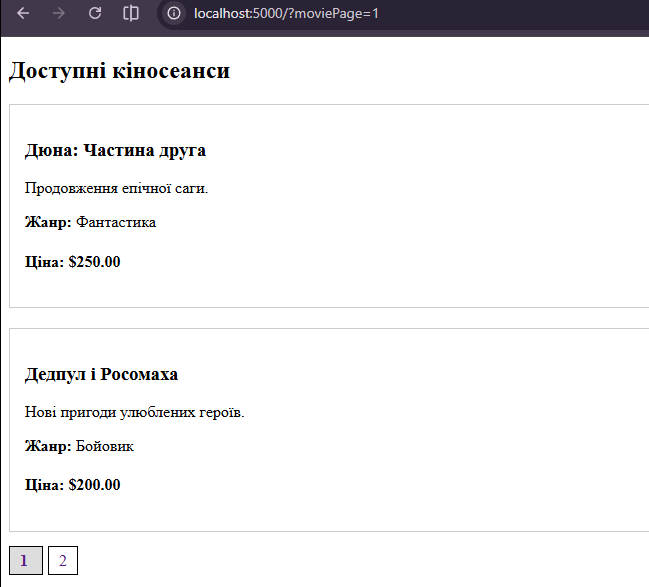 localhost:5000/?moviePage=1
Доступні кіносеанси
Дюна: Частина друга
Продовження епічної саги.
Жанр: Фантастика
Ціна: $250.00
Дедпул і Росомаха
Нові пригоди улюблених героїв.
Жанр: Бойовик
Ціна: $200.00
1 2